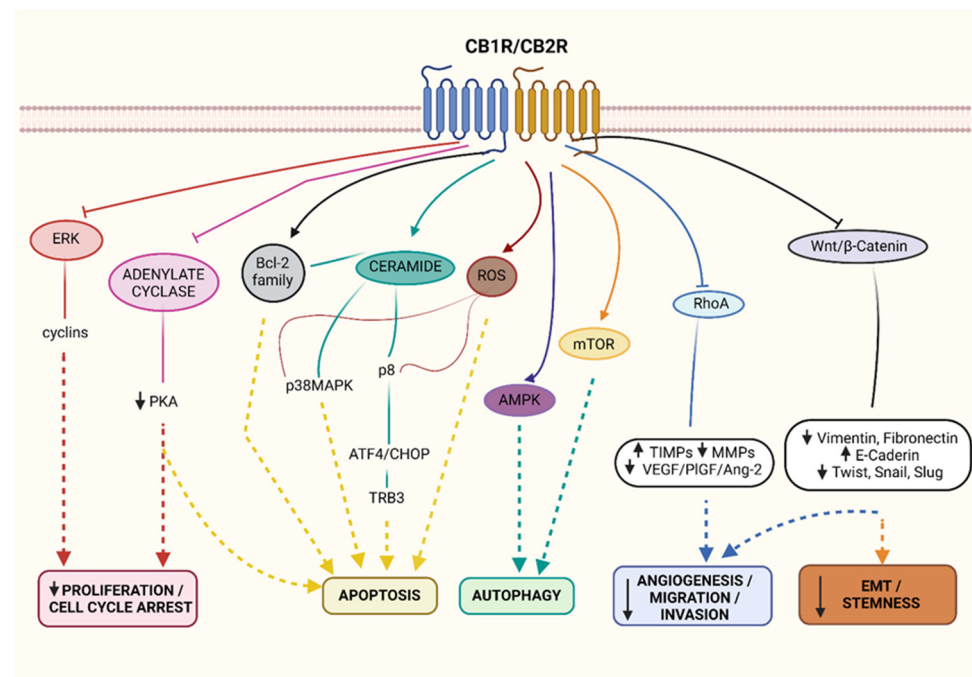 CB1R/CB2R
ERK
ADENYLATE
CYCLASE
Bcl-2
family
CERAMIDE
ROS
Wnt/β-Catenin
RhoA
cyclins
mTOR
p8
p38MAPK
PKA
AMPK
ATF4/CHOP
TRB3
TIMPs MMPs
VEGF/PlGF/Ang-2
Vimentin, Fibronectin
E-Caderin
Twist, Snail, Slug
PROLIFERATION /
CELL CYCLE ARREST
APOPTOSIS
AUTOPHAGY
ANGIOGENESIS /
MIGRATION /
INVASION
EMT /
STEMNESS